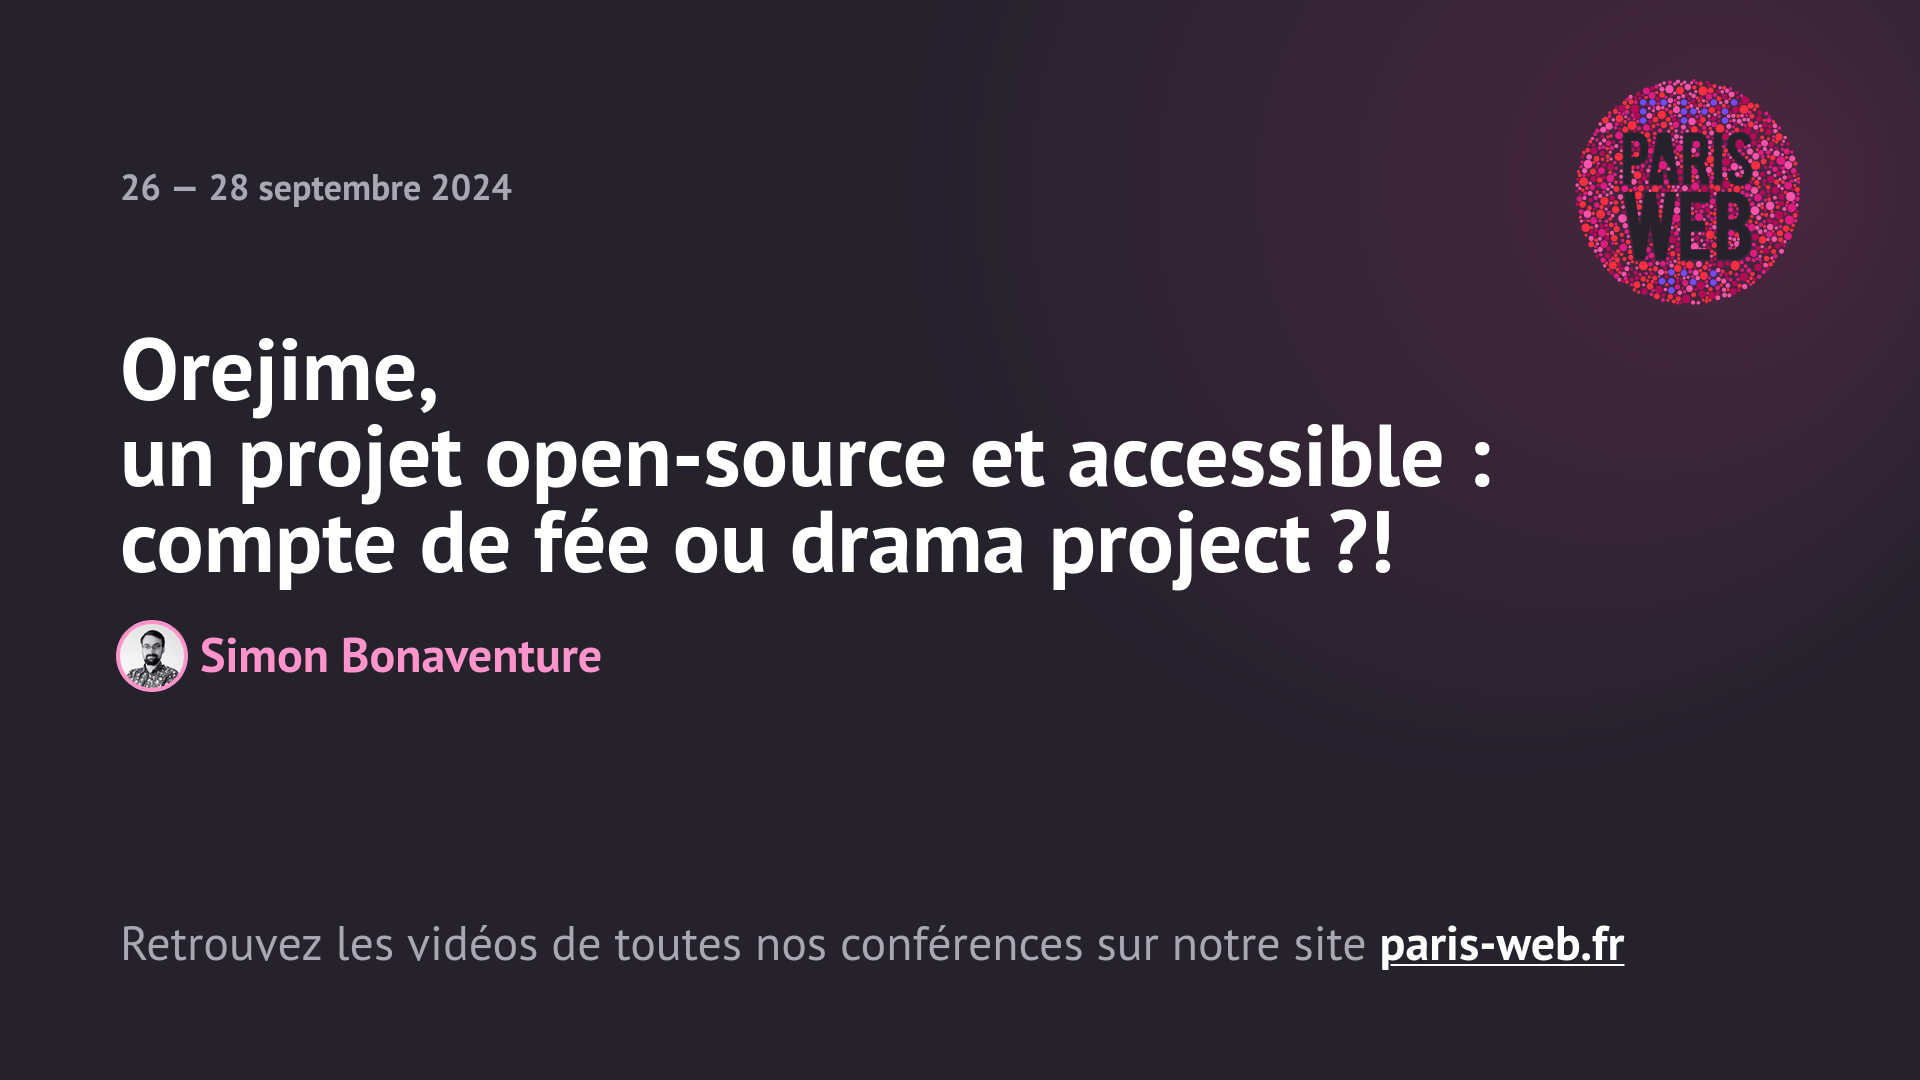 26 — 28 septembre 2024
PARIS
WEB
Orejime,
un projet open-source et accessible :
compte de fée ou drama project ?!
Simon Bonaventure
Retrouvez les vidéos de toutes nos conférences sur notre site paris-web.fr